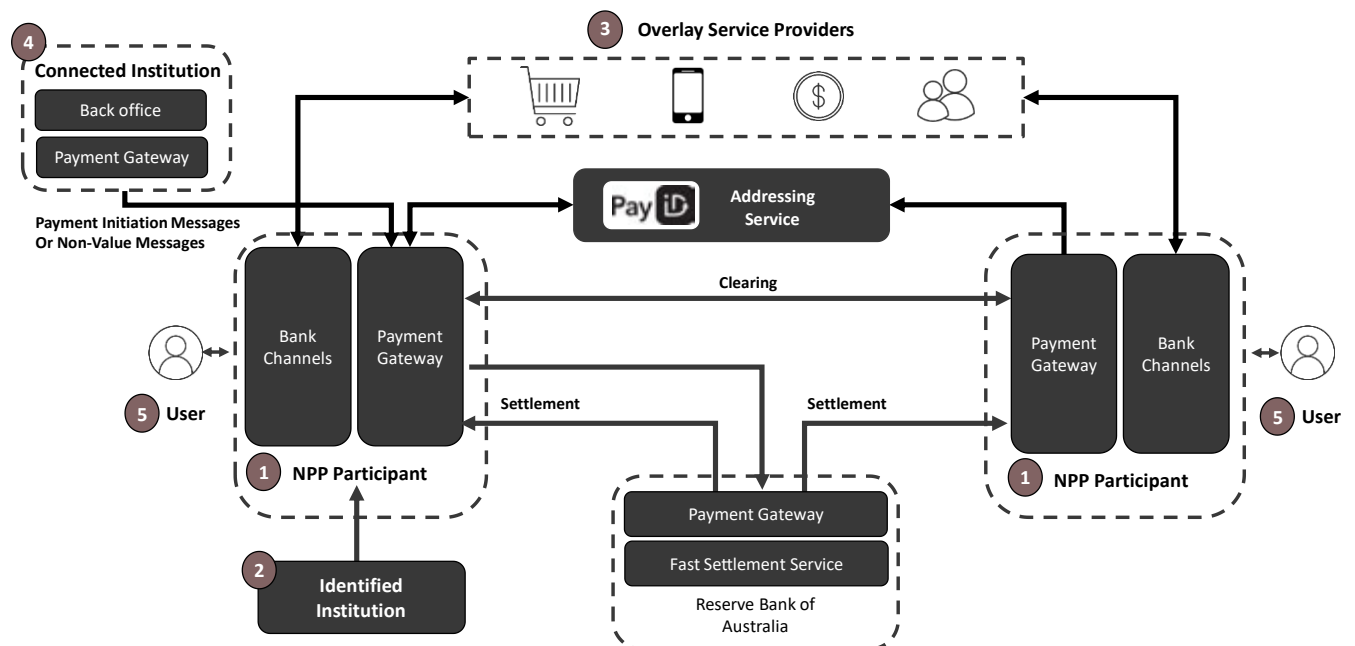 3 Overlay Service Providers
4
Connected Institution
Back office
Payment Gateway
Payment Initiation Messages
Or Non-Value Messages
Pay iD
Addressing
Service
Bank
Channels
Payment
Gateway
Clearing
Payment
Gateway
Bank
Channels
5 User
5 User
Settlement
Settlement
1 NPP Participant
1 NPP Participant
Payment Gateway
Fast Settlement Service
Reserve Bank of
Australia
2
Identified
Institution